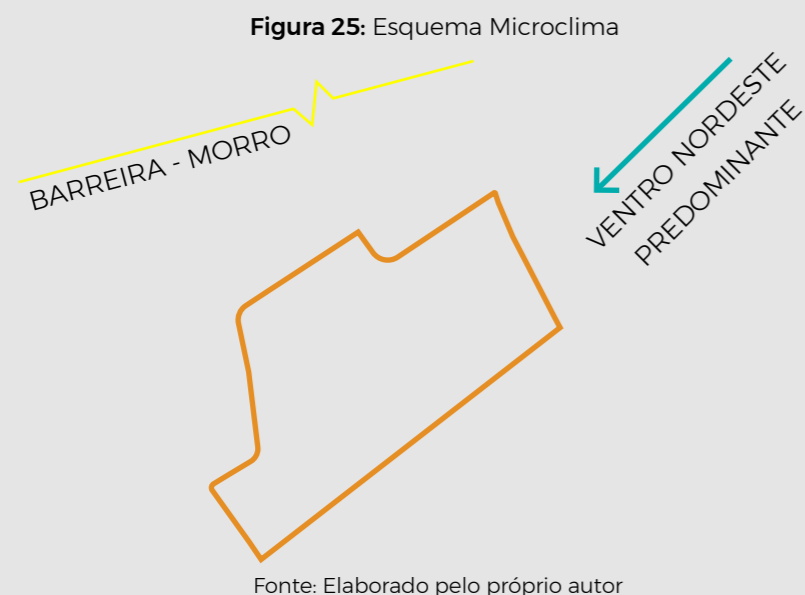 Figura 25: Esquema Microclima
BARREIRA - MORRO
VENTRO NORDESTE
PREDOMINANTE
Fonte: Elaborado pelo próprio autor